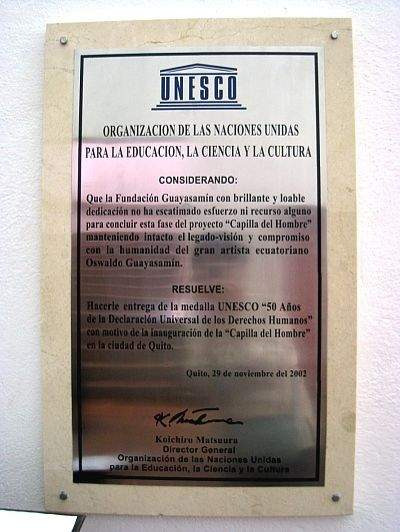 UNESCO
ORGANIZACION DE LAS NACIONES UNIDAS
PARA LA EDUCACION, LA CIENCIA Y LA CULTURA
CONSIDERANDO:
Que la Fundación Guayasamín con brillante y loable
dedicación no ha escatimado esfuerzo ni recurso alguno
para concluir esta fase del proyecto "Capilla del Hombre"
manteniendo intacto el legado-visión y compromiso
con la humanidad del gran artista ecuatoriano
Oswaldo Guayasamín.
RESUELVE:
Hacerle entrega de la medalla UNESCO "50 Años
de la Declaración Universal de los Derechos Humanos"
con motivo de la inauguración de la "Capilla del Hombre"
en la ciudad de Quito.
Quito, 29 de noviembre del 2002
Koichiro Matsuura
Director General
Organización de las Naciones Unidas
para la Educación, la Ciencia y la Cultura